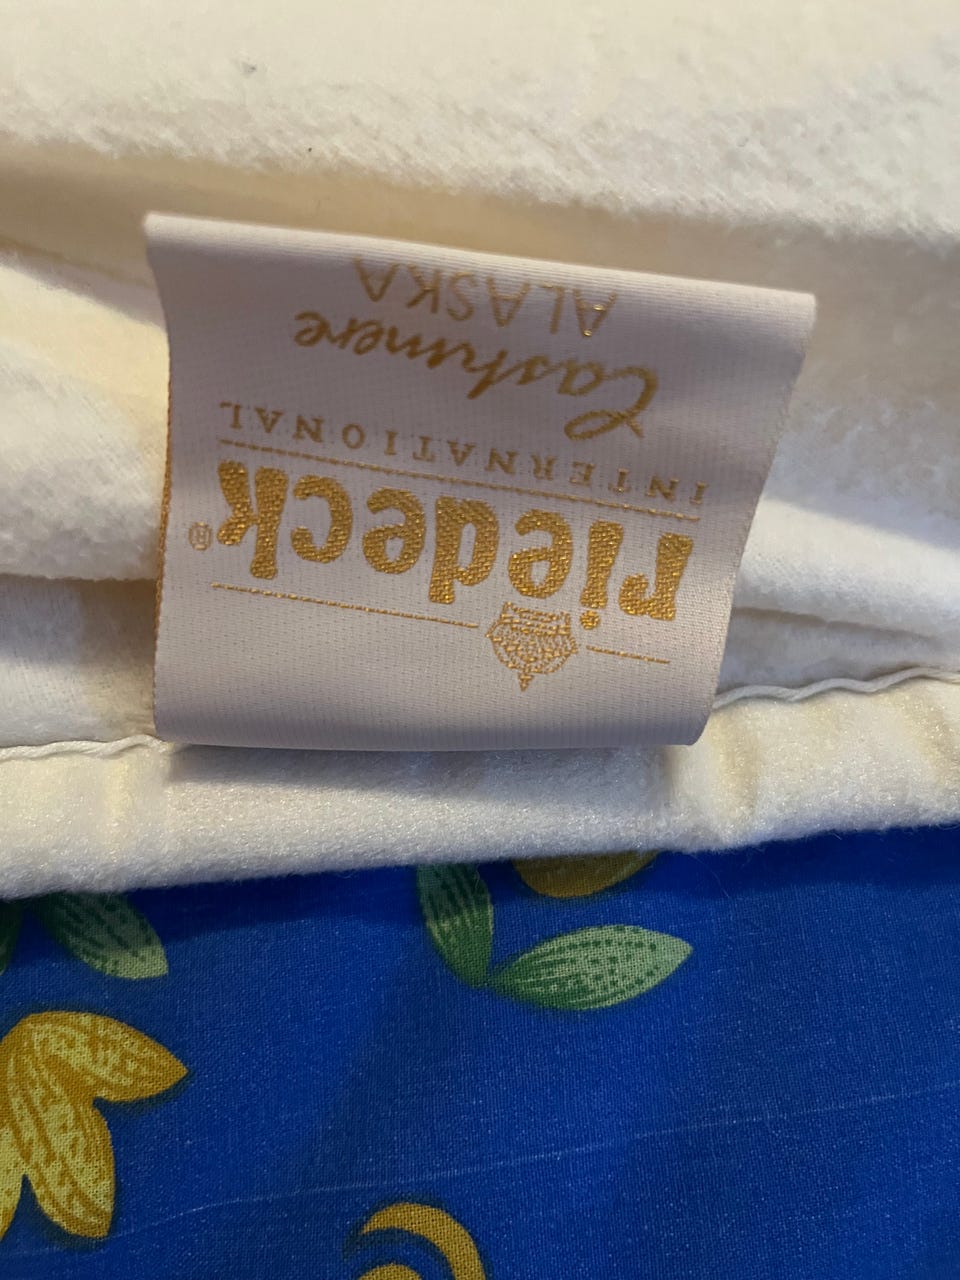 riedeck®
INTERNATIONAL
Cashmere
ALASKA